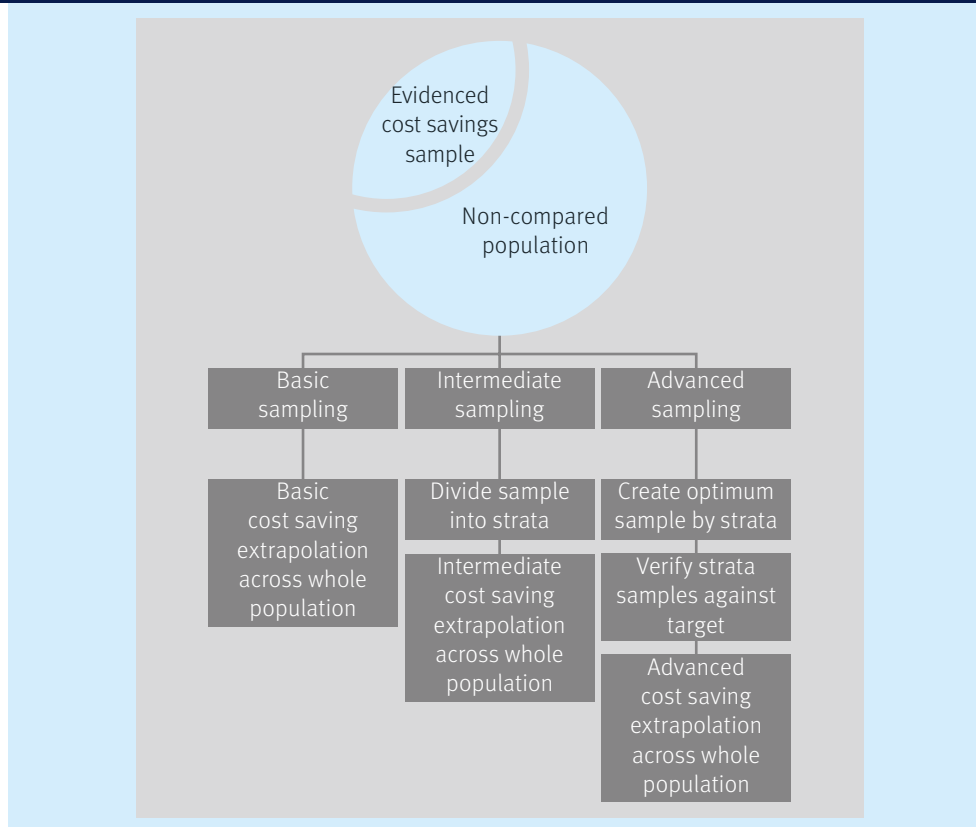 Evidenced
cost savings
sample
Non-compared
population
Basic
sampling
Intermediate
sampling
Advanced
sampling
Basic
cost saving
extrapolation
across whole
population
Divide sample
into strata
Intermediate
cost saving
extrapolation
across whole
population
Create optimum
sample by strata
Verify strata
samples against
target
Advanced
cost saving
extrapolation
across whole
population